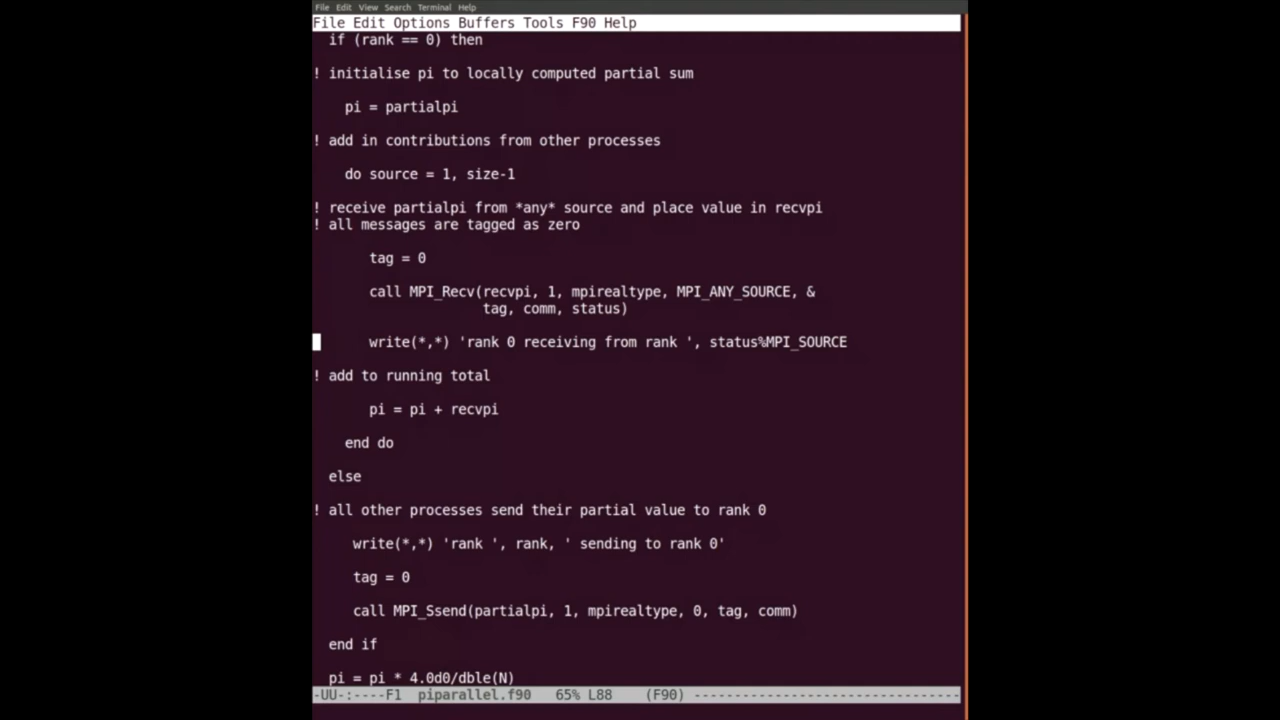 File Edit View Search Terminal Help
File Edit Options Buffers Tools F90 Help
if (rank == 0) then
! initialise pi to locally computed partial sum
pi = partialpi
! add in contributions from other processes
do source = 1, size-1
! receive partialpi from *any* source and place value in recvpi
! all messages are tagged as zero
tag = 0
call MPI_Recv(recvpi, 1, mpirealtype, MPI_ANY_SOURCE, &
tag, comm, status)
write(*,*) 'rank 0 receiving from rank ', status%MPI_SOURCE
! add to running total
pi = pi + recvpi
end do
else
! all other processes send their partial value to rank 0
write(*,*) 'rank ', rank, ' sending to rank 0'
tag = 0
call MPI_Ssend(partialpi, 1, mpirealtype, 0, tag, comm)
end if
pi = pi * 4.0d0/dble(N)
-UU-:----F1  piparallel.f90   65% L88    (F90) ---------------------------------